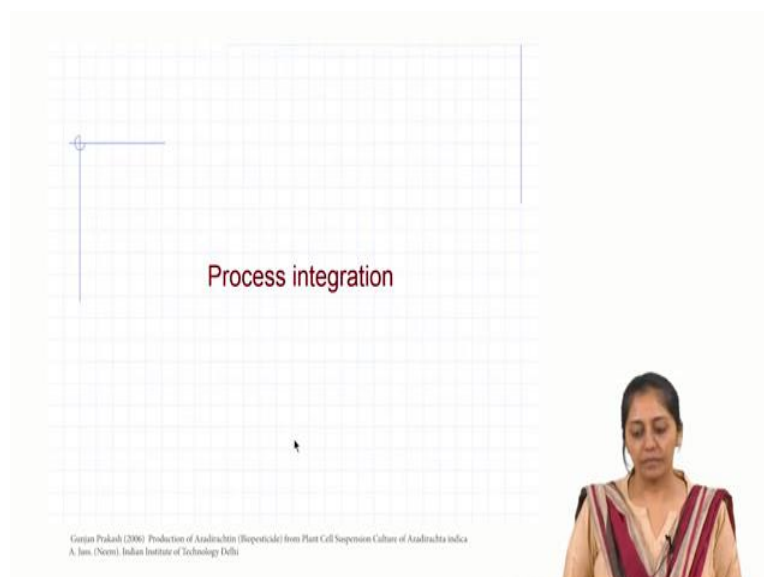 Process integration
Gunjan Prakash (2006) Production of Azadirachtin (Biopesticide) from Plant Cell Suspension Culture of Azadirachta indica
A. Juss. (Neem). Indian Institute of Technology Delhi